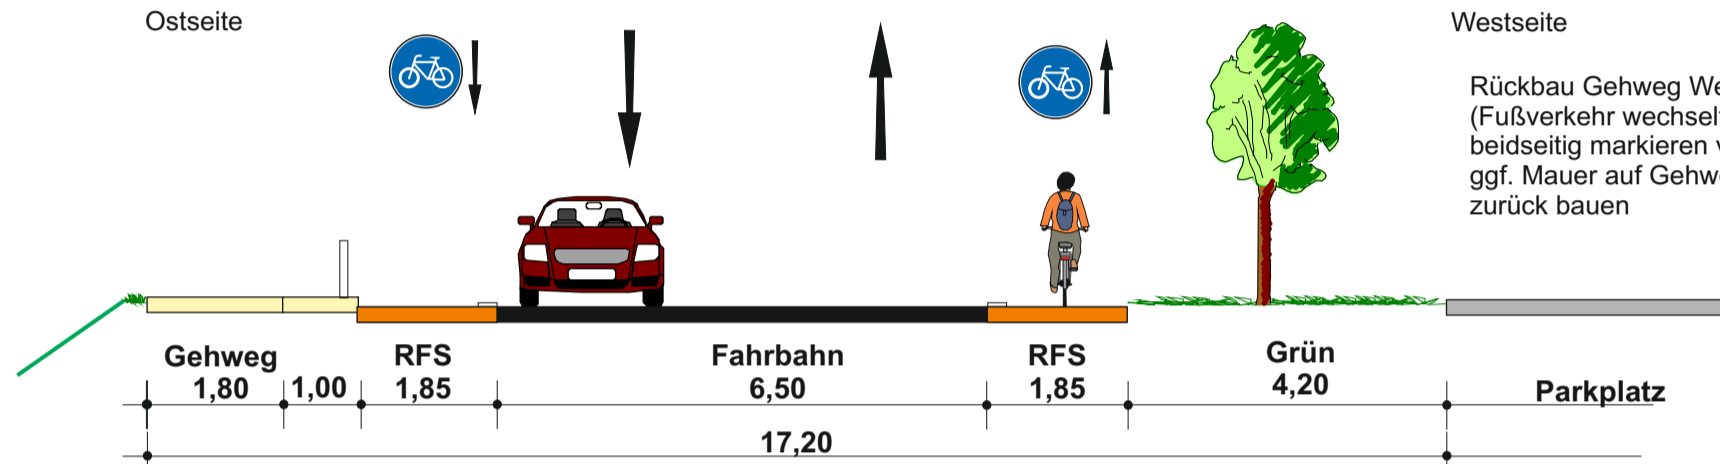 Ostseite
Westseite
Rückbau Gehweg We
(Fußverkehr wechselt
beidseitig markieren
ggf. Mauer auf Gehw
zurück bauen
Gehweg RFS Fahrbahn RFS Grün
1,80 1,00 1,85 6,50 1,85 4,20 Parkplatz
17,20